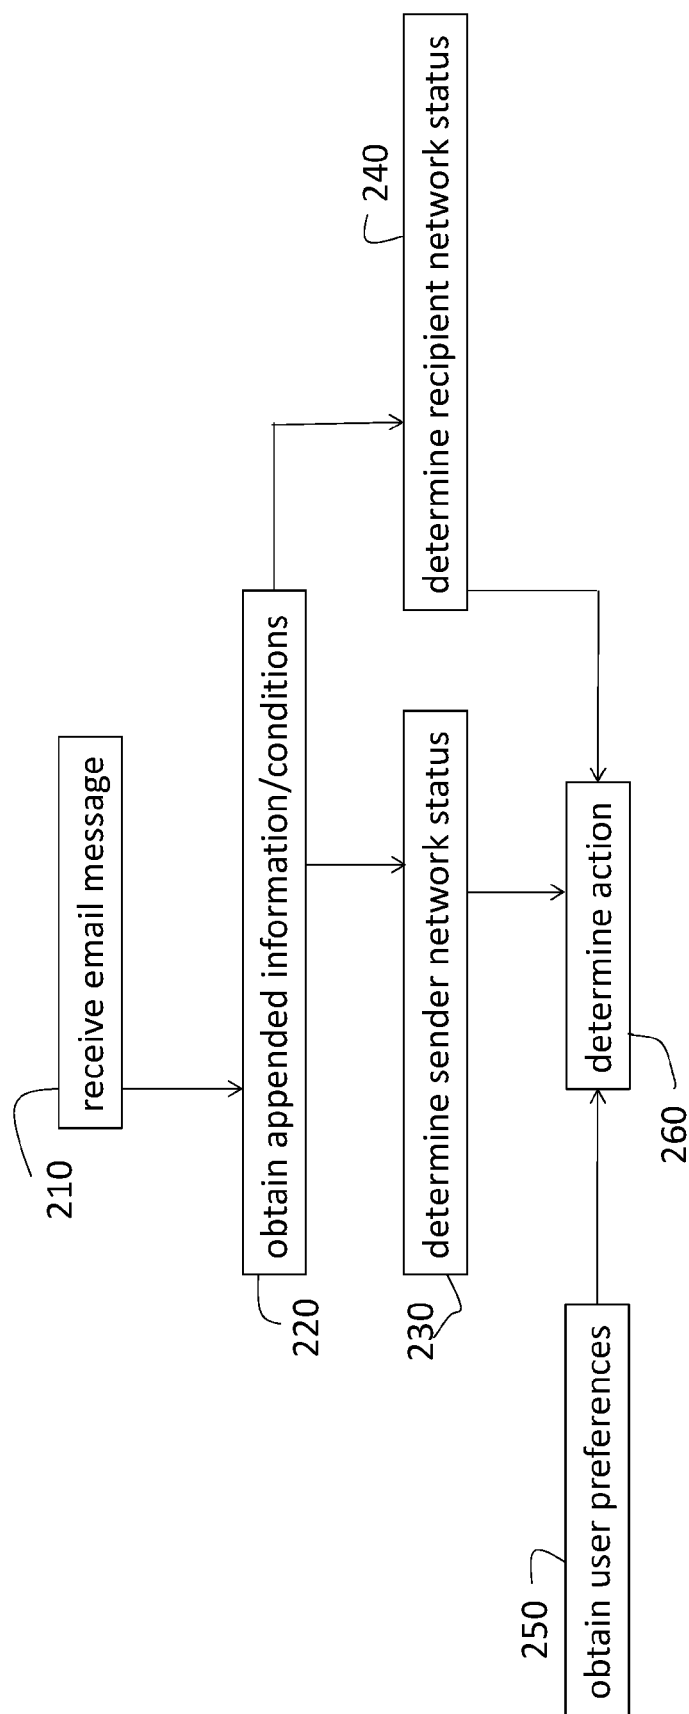 210
receive email message
220
obtain appended information/conditions
230
determine sender network status
240
determine recipient network status
250
obtain user preferences
260
determine action